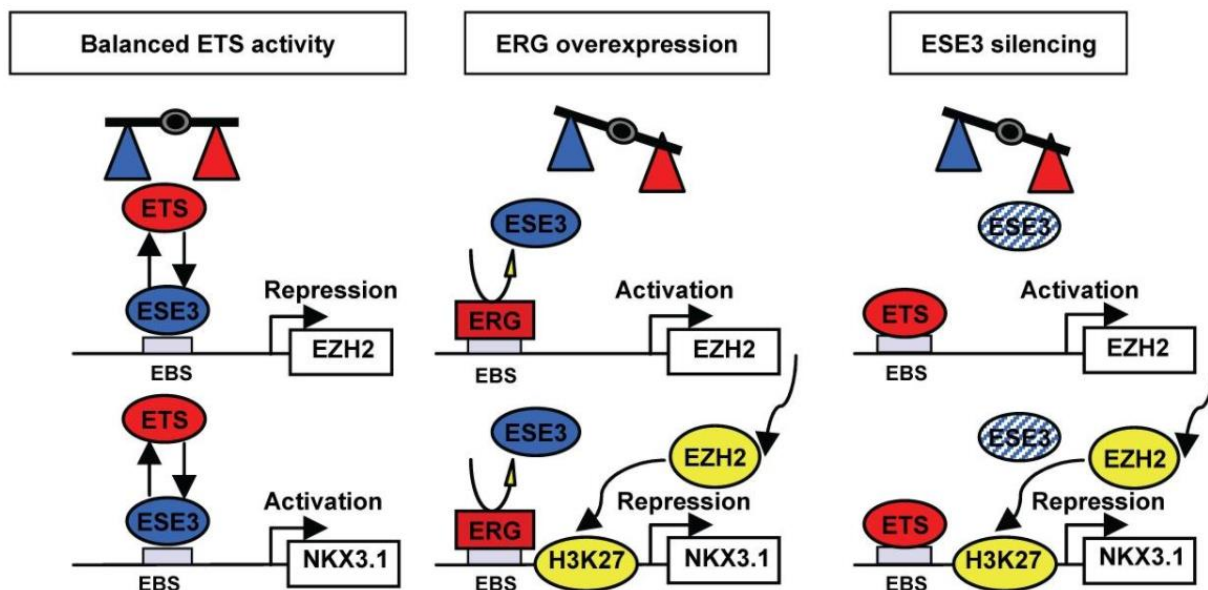 Balanced ETS activity
ERG overexpression
ESE3 silencing
ETS
ESE3
Repression
EZH2
EBS
ETS
ESE3
Activation
NKX3.1
EBS
ESE3
ERG
Activation
EZH2
EBS
ESE3
EZH2
ERG
Repression
H3K27
NKX3.1
EBS
ESE3
ETS
Activation
EZH2
EBS
ESE3
EZH2
ETS
Repression
H3K27
NKX3.1
EBS